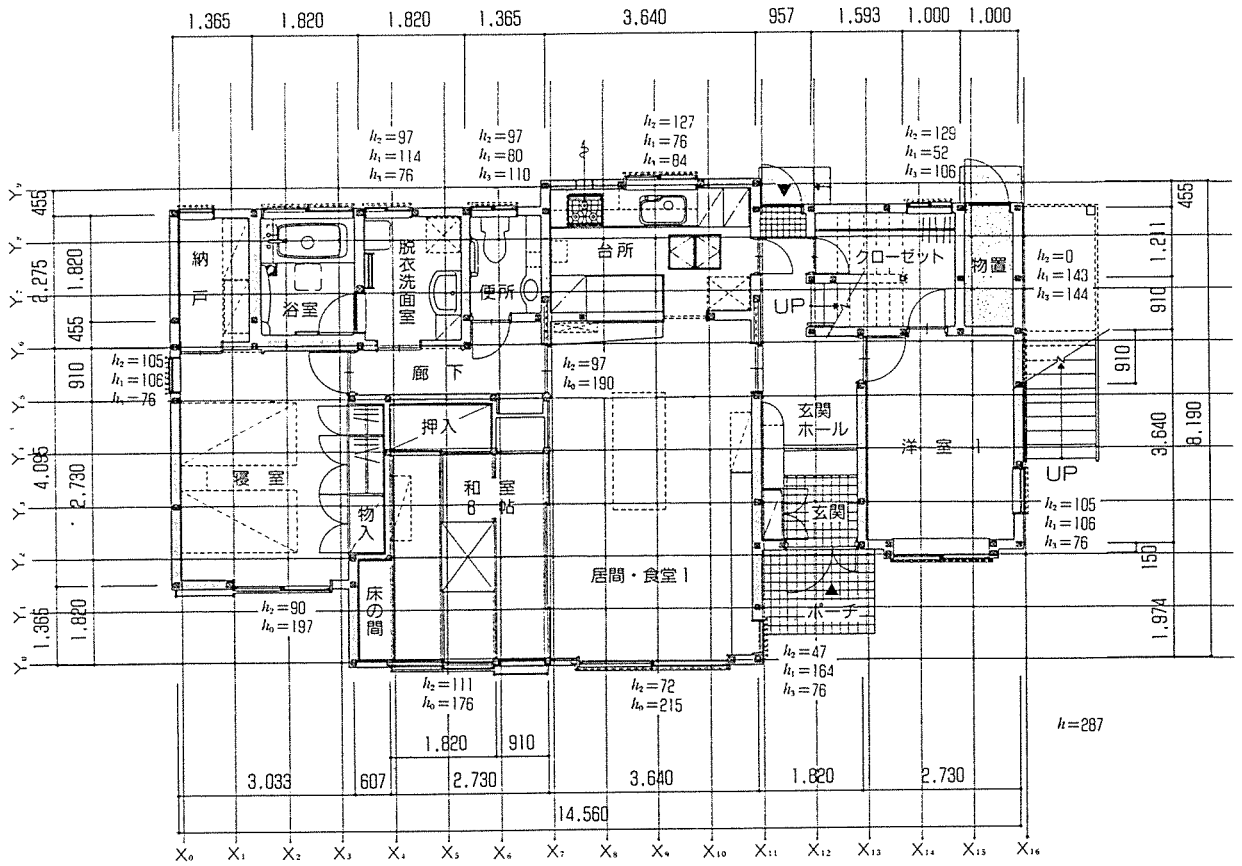 1.365 1.820 1.820 1.365 3.640 957 1.593 1.000 1.000
h₂=97
h₁=114
h₃=76
h₂=97
h₁=80
h₃=110
h₂=127
h₁=76
h₃=84
h₂=129
h₁=52
h₃=106
455
2.275
1.820
455
910
4.095
2.730
1.365
1.820
納戸
浴室
脱衣洗面室
便所
台所
クローゼット
物置
UP
h₂=0
h₁=143
h₃=144
455
1.211
910
910
3.640
8.190
150
1.974
h₂=105
h₁=106
h₃=76
廊下
h₂=97
h₀=190
押入
玄関
ホール
洋室1
寝室
物入
和室
8帖
玄関
UP
h₂=105
h₁=106
h₃=76
床の間
居間・食堂1
ポーチ
h₂=90
h₀=197
h₂=111
h₀=176
h₂=72
h₀=215
h₂=47
h₁=164
h₃=76
h=287
1.820 910
3.033 607 2.730 3.640 1.820 2.730
14.560
X₀ X₁ X₂ X₃ X₄ X₅ X₆ X₇ X₈ X₉ X₁₀ X₁₁ X₁₂ X₁₃ X₁₄ X₁₅ X₁₆